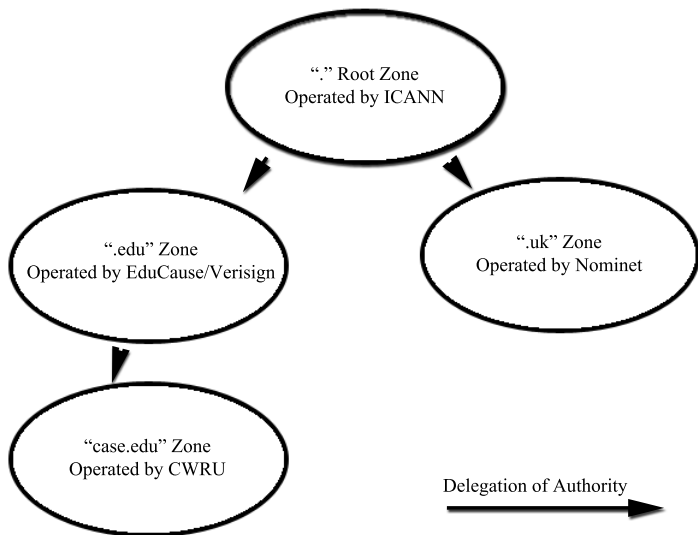 “.” Root Zone
Operated by ICANN
“.edu” Zone
Operated by EduCause/Verisign
“.uk” Zone
Operated by Nominet
“case.edu” Zone
Operated by CWRU
Delegation of Authority